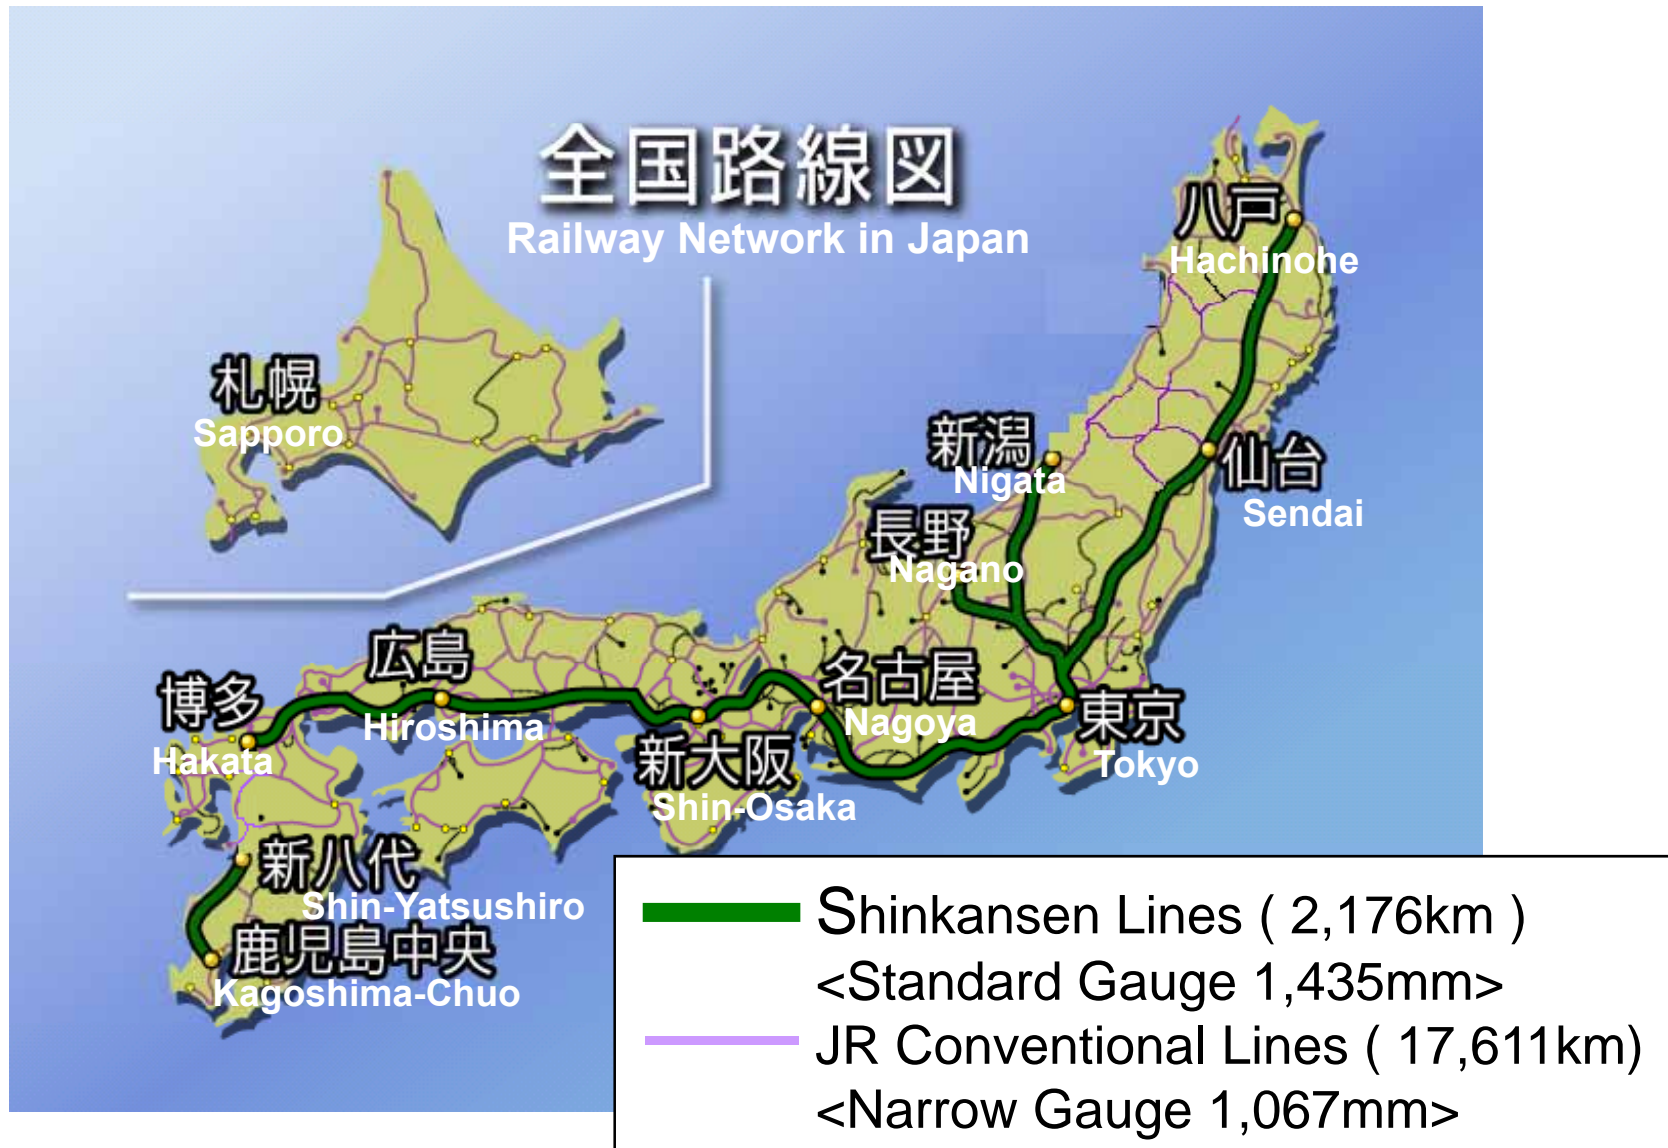 全国路線図
Railway Network in Japan
八戸
Hachinohe
札幌
Sapporo
新潟
Nigata
仙台
Sendai
長野
Nagano
広島
Hiroshima
名古屋
Nagoya
博多
Hakata
東京
Tokyo
新大阪
Shin-Osaka
新八代
Shin-Yatsushiro
鹿児島中央
Kagoshima-Chuo
Shinkansen Lines ( 2,176km )
<Standard Gauge 1,435mm>
JR Conventional Lines ( 17,611km)
<Narrow Gauge 1,067mm>